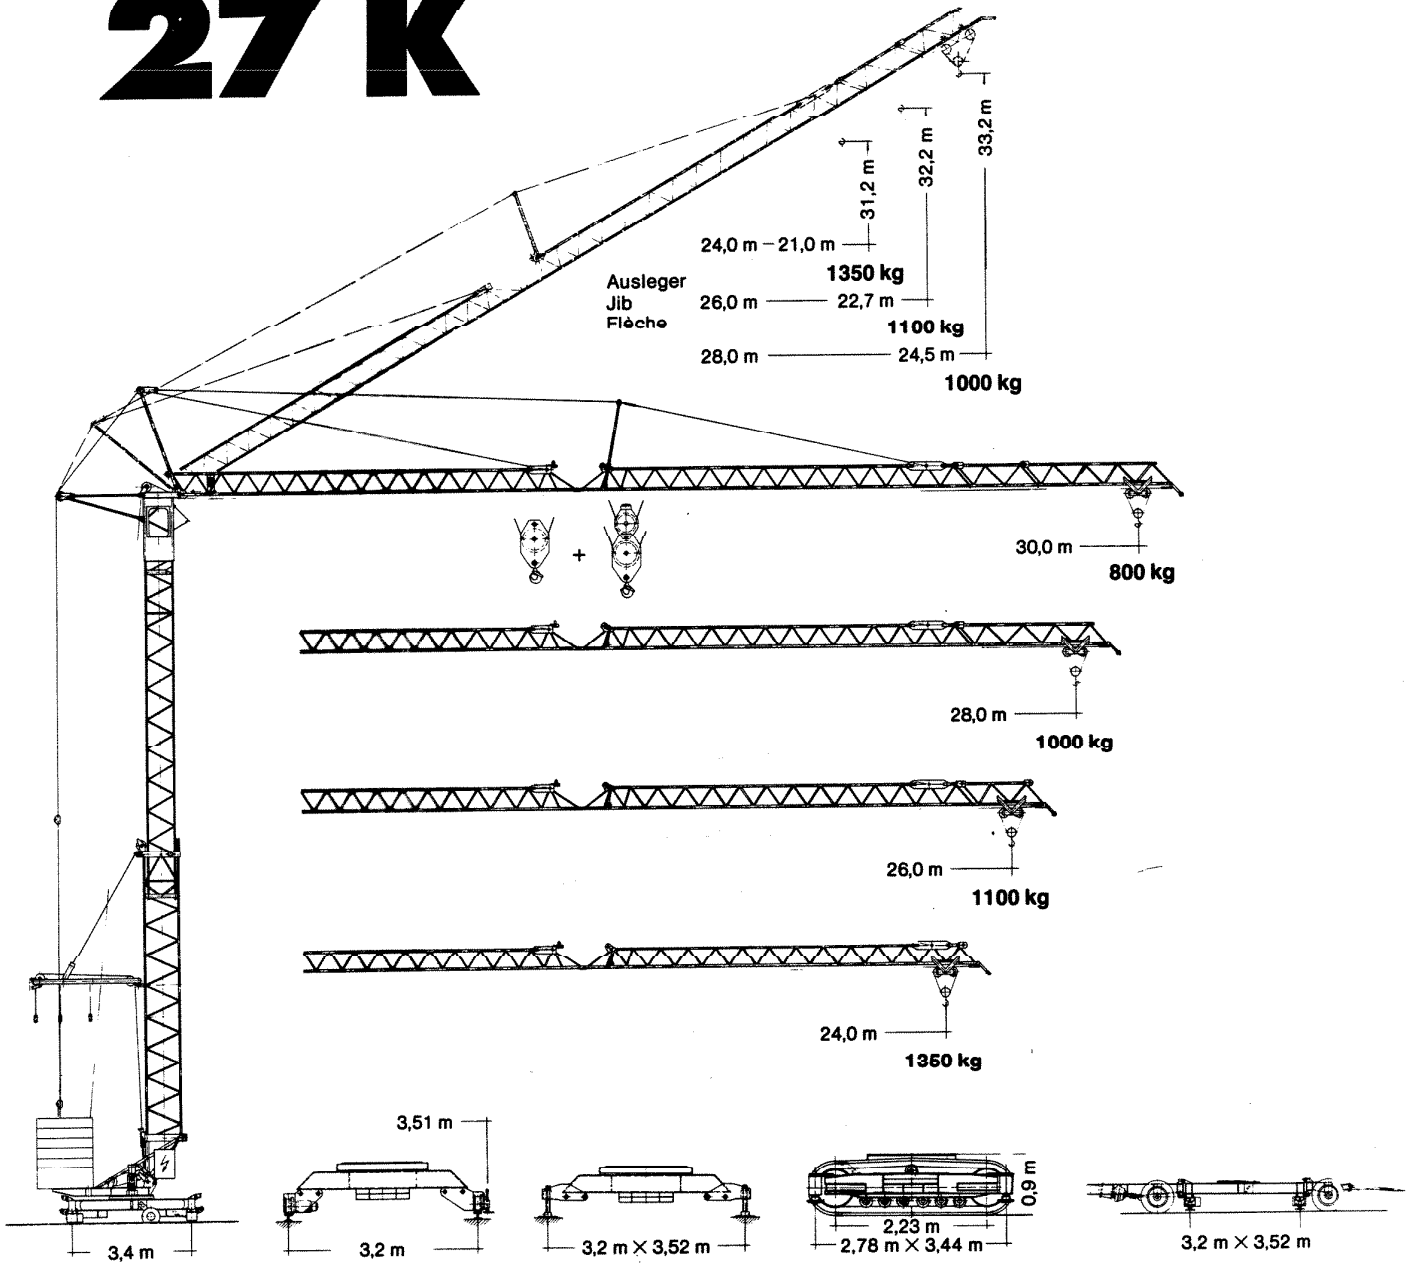 27 K
33,2 m
32,2 m
31,2 m
24,0 m – 21,0 m
1350 kg
Ausleger
Jib
Flèche
26,0 m 22,7 m
1100 kg
28,0 m 24,5 m
1000 kg
30,0 m
800 kg
+
28,0 m
1000 kg
26,0 m
1100 kg
24,0 m
1350 kg
3,51 m
0,9 m
2,23 m
3,4 m
3,2 m
3,2 m × 3,52 m
2,78 m × 3,44 m
3,2 m × 3,52 m